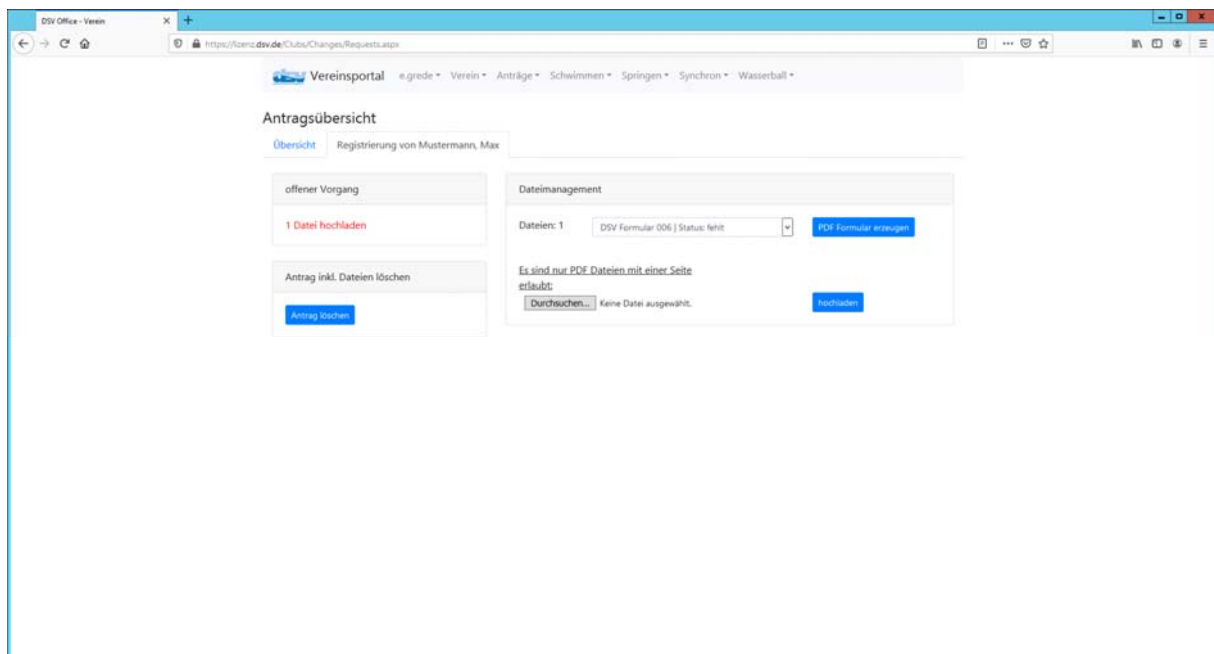 DSV Office - Verein
https://lizenz.dsv.de/Clubs/Changes/Requests.aspx
Vereinsportal e.grede Verein Anträge Schwimmen Springen Synchron Wasserball
Antragsübersicht
Übersicht Registrierung von Mustermann, Max
offener Vorgang
1 Datei hochladen
Antrag inkl. Dateien löschen
Antrag löschen
Dateimanagement
Dateien: 1 DSV Formular 006 | Status: fehlt PDF Formular erzeugen
Es sind nur PDF Dateien mit einer Seite
erlaubt:
Durchsuchen... Keine Datei ausgewählt. hochladen